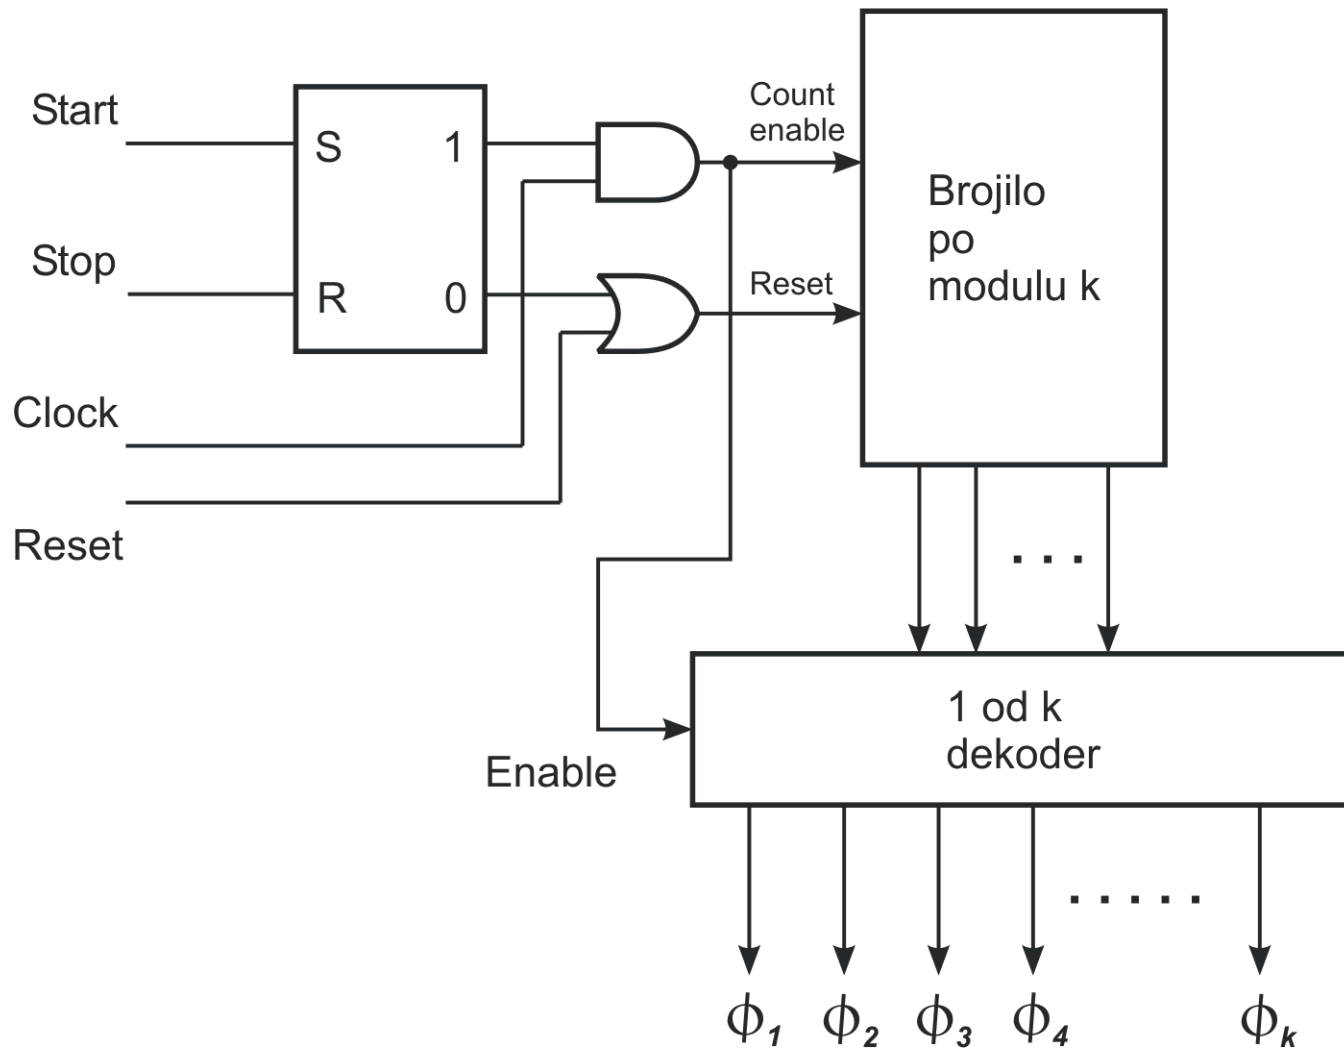 Start
Stop
Clock
Reset
S 1
R 0
Count
enable
Reset
Brojilo
po
modulu k
. . .
Enable
1 od k
dekoder
. . . . .
ϕ1 ϕ2 ϕ3 ϕ4 ϕk